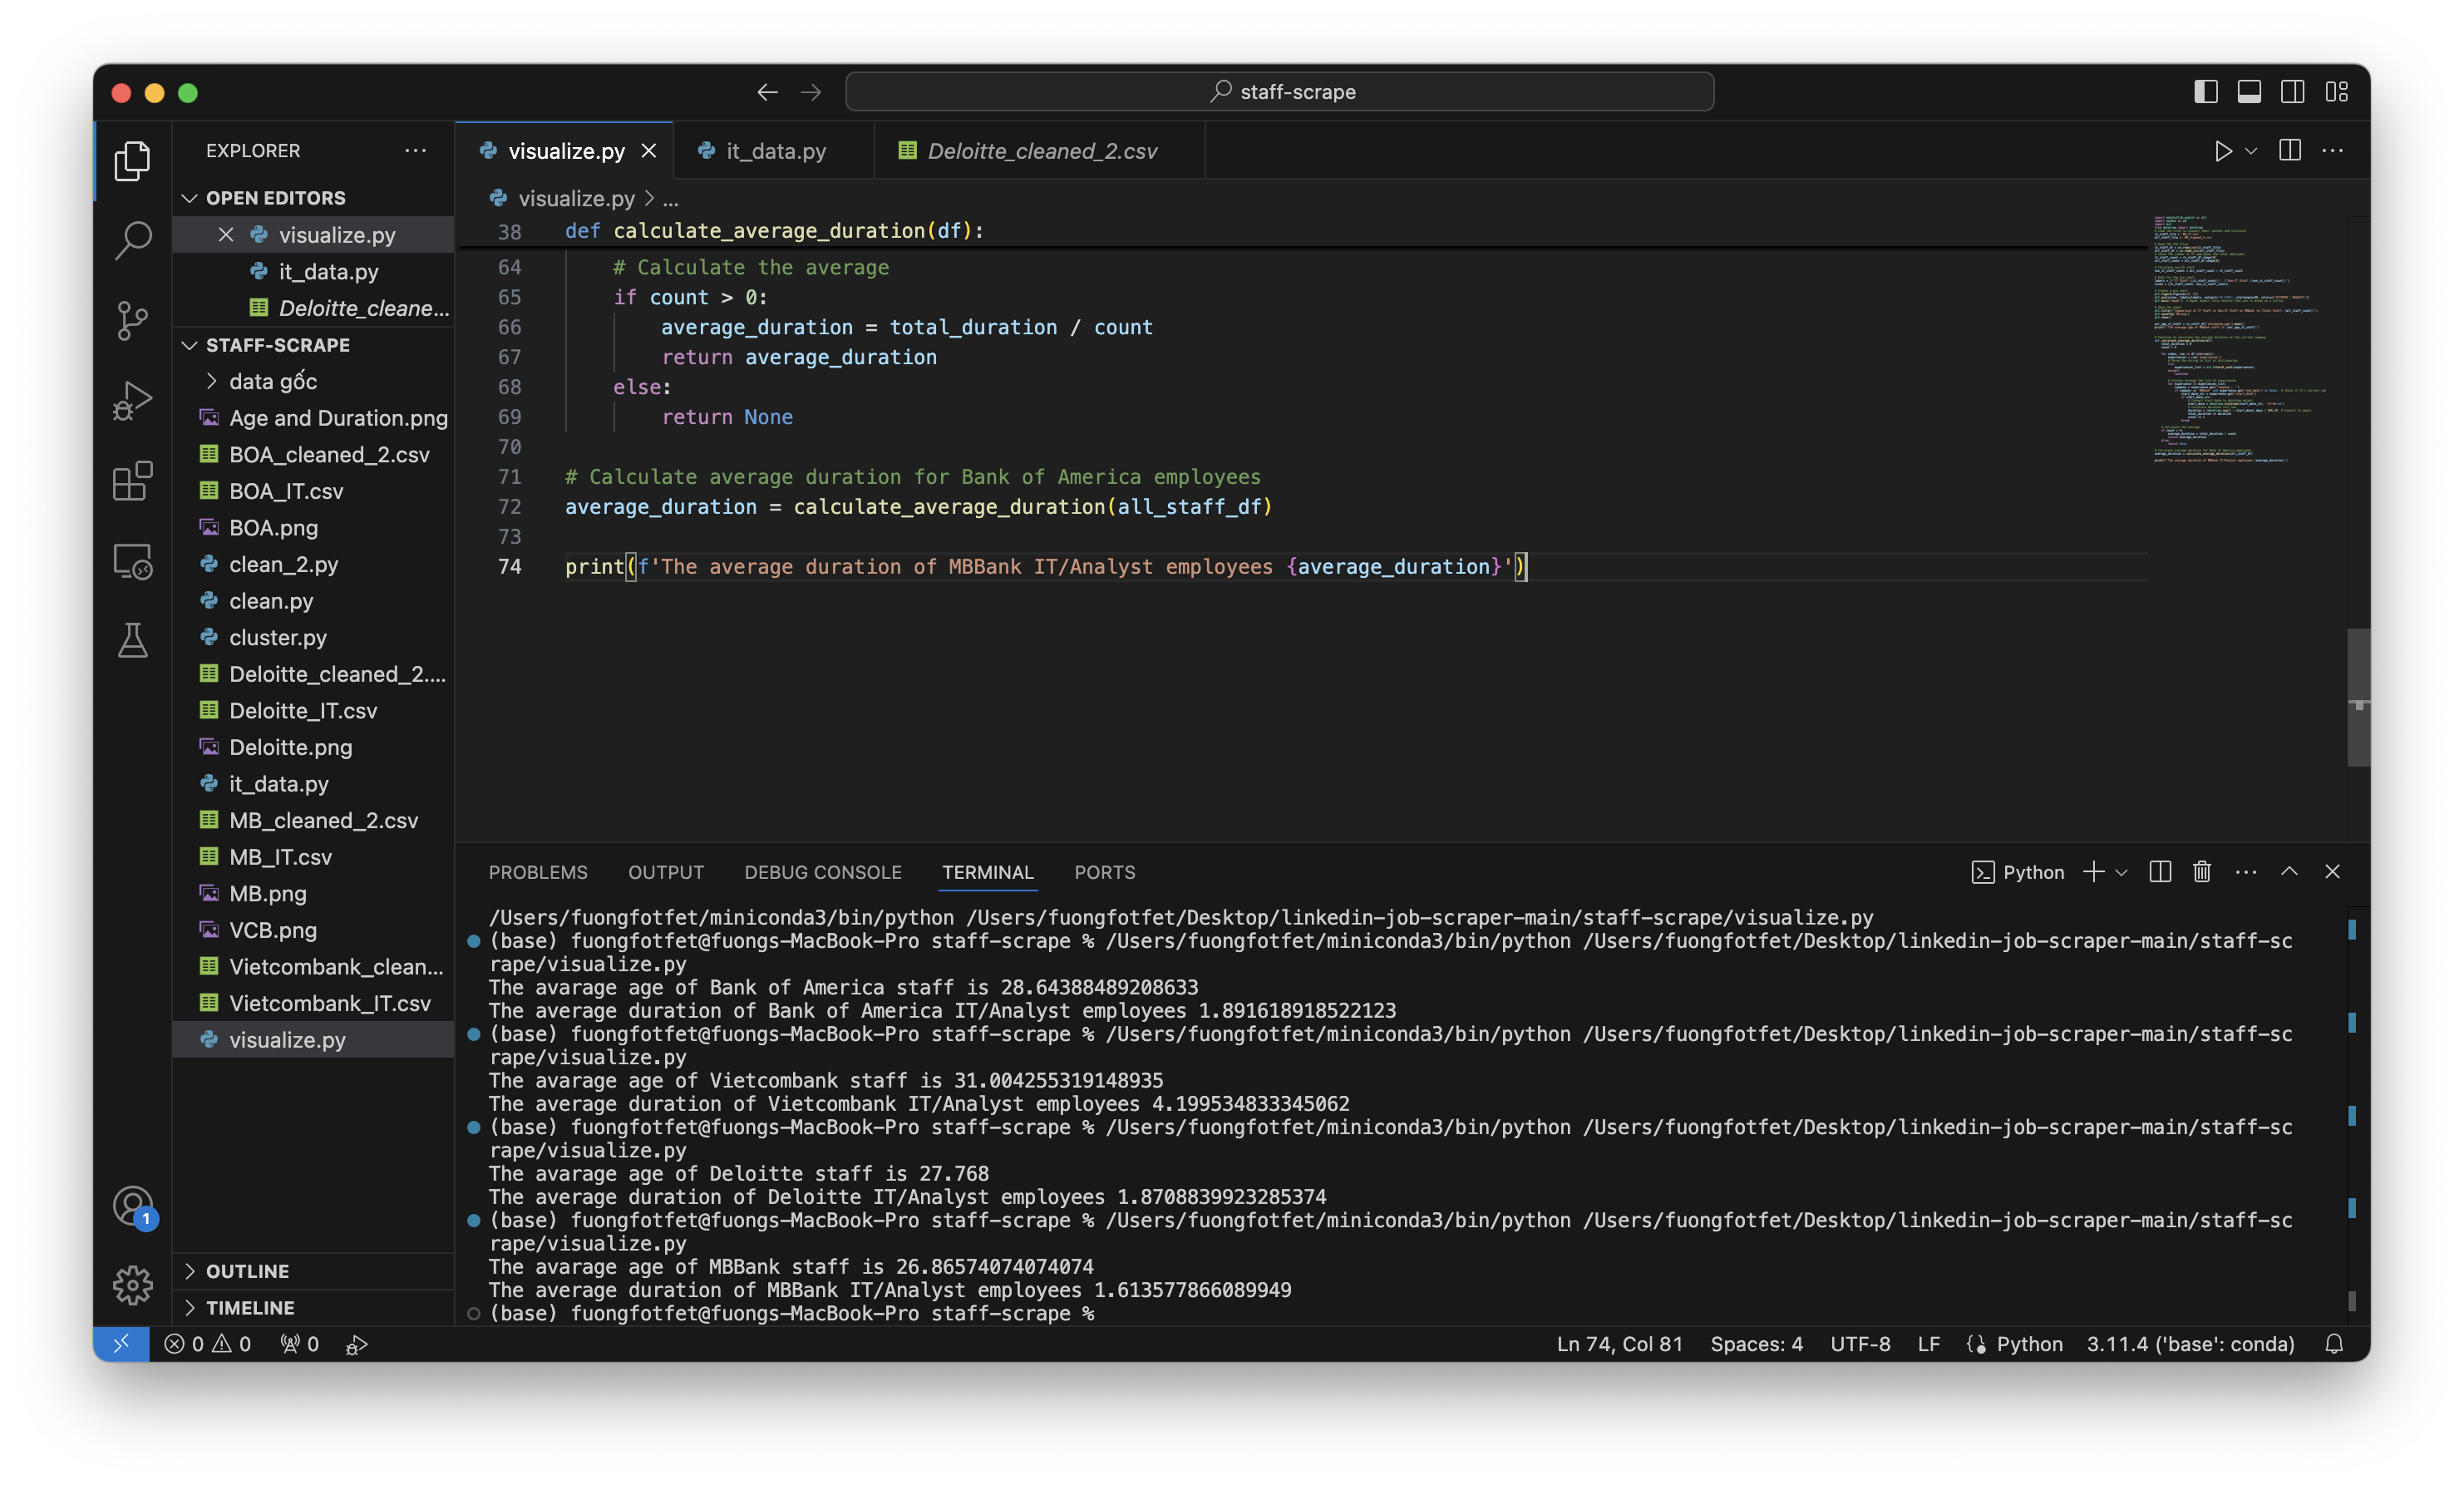 staff-scrape
EXPLORER
OPEN EDITORS
visualize.py
it_data.py
Deloitte_cleane...
STAFF-SCRAPE
data gốc
Age and Duration.png
BOA_cleaned_2.csv
BOA_IT.csv
BOA.png
clean_2.py
clean.py
cluster.py
Deloitte_cleaned_2....
Deloitte_IT.csv
Deloitte.png
it_data.py
MB_cleaned_2.csv
MB_IT.csv
MB.png
VCB.png
Vietcombank_clean...
Vietcombank_IT.csv
visualize.py
OUTLINE
TIMELINE
1
visualize.py it_data.py Deloitte_cleaned_2.csv
visualize.py > ...
38 def calculate_average_duration(df):
64 # Calculate the average
65 if count > 0:
66 average_duration = total_duration / count
67 return average_duration
68 else:
69 return None
70
71 # Calculate average duration for Bank of America employees
72 average_duration = calculate_average_duration(all_staff_df)
73
74 print(f'The average duration of MBBank IT/Analyst employees {average_duration}')
PROBLEMS OUTPUT DEBUG CONSOLE TERMINAL PORTS
Python
/Users/fuongfotfet/miniconda3/bin/python /Users/fuongfotfet/Desktop/linkedin-job-scraper-main/staff-scrape/visualize.py
(base) fuongfotfet@fuongs-MacBook-Pro staff-scrape % /Users/fuongfotfet/miniconda3/bin/python /Users/fuongfotfet/Desktop/linkedin-job-scraper-main/staff-sc
rape/visualize.py
The avarage age of Bank of America staff is 28.64388489208633
The average duration of Bank of America IT/Analyst employees 1.891618918522123
(base) fuongfotfet@fuongs-MacBook-Pro staff-scrape % /Users/fuongfotfet/miniconda3/bin/python /Users/fuongfotfet/Desktop/linkedin-job-scraper-main/staff-sc
rape/visualize.py
The avarage age of Vietcombank staff is 31.004255319148935
The average duration of Vietcombank IT/Analyst employees 4.199534833345062
(base) fuongfotfet@fuongs-MacBook-Pro staff-scrape % /Users/fuongfotfet/miniconda3/bin/python /Users/fuongfotfet/Desktop/linkedin-job-scraper-main/staff-sc
rape/visualize.py
The avarage age of Deloitte staff is 27.768
The average duration of Deloitte IT/Analyst employees 1.8708839923285374
(base) fuongfotfet@fuongs-MacBook-Pro staff-scrape % /Users/fuongfotfet/miniconda3/bin/python /Users/fuongfotfet/Desktop/linkedin-job-scraper-main/staff-sc
rape/visualize.py
The avarage age of MBBank staff is 26.86574074074074
The average duration of MBBank IT/Analyst employees 1.613577866089949
(base) fuongfotfet@fuongs-MacBook-Pro staff-scrape %
0 0 0 Ln 74, Col 81 Spaces: 4 UTF-8 LF Python 3.11.4 ('base': conda)